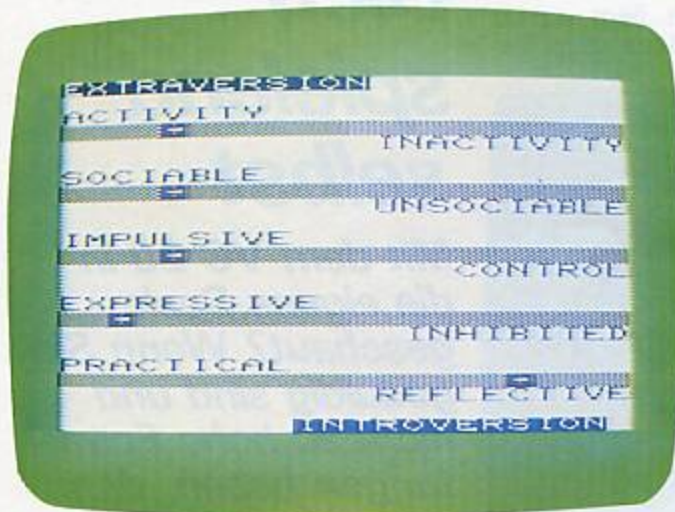 EXTRAVERSION
ACTIVITY
INACTIVITY
SOCIABLE
UNSOCIABLE
IMPULSIVE
CONTROL
EXPRESSIVE
INHIBITED
PRACTICAL
REFLECTIVE
INTROVERSION